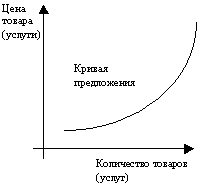 Цена
товара
(услуги)
Кривая
предложения
Количество товаров
(услуг)